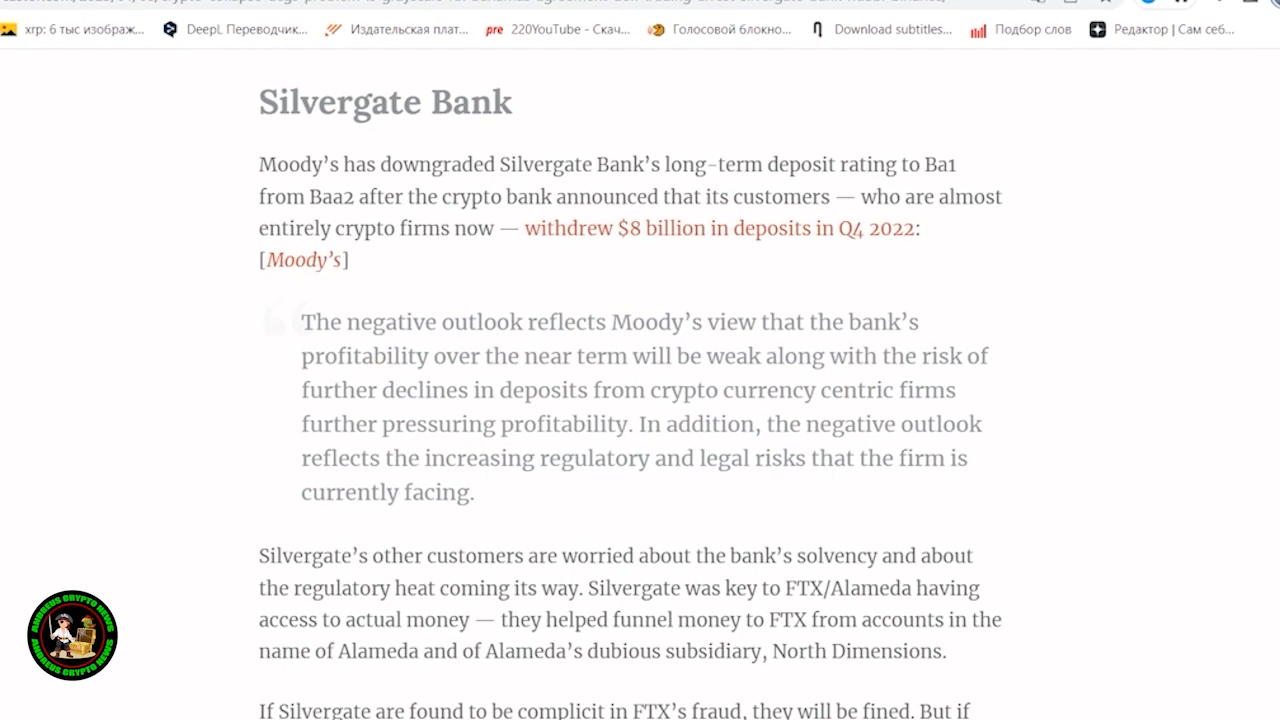 xrp: 6 тыс изображ...
DeepL Переводчик...
Издательская плат...
pre 220YouTube - Скач...
Голосовой блокно...
Download subtitles...
Подбор слов
Редактор | Сам себ...
Silvergate Bank
Moody’s has downgraded Silvergate Bank’s long-term deposit rating to Ba1
from Baa2 after the crypto bank announced that its customers — who are almost
entirely crypto firms now — withdrew $8 billion in deposits in Q4 2022:
[Moody’s]
“The negative outlook reflects Moody’s view that the bank’s
profitability over the near term will be weak along with the risk of
further declines in deposits from crypto currency centric firms
further pressuring profitability. In addition, the negative outlook
reflects the increasing regulatory and legal risks that the firm is
currently facing.
Silvergate’s other customers are worried about the bank’s solvency and about
the regulatory heat coming its way. Silvergate was key to FTX/Alameda having
access to actual money — they helped funnel money to FTX from accounts in the
name of Alameda and of Alameda’s dubious subsidiary, North Dimensions.
If Silvergate are found to be complicit in FTX’s fraud, they will be fined. But if
ANDREUS CRYPTO NEWS
ANDREUS CRYPTO NEWS